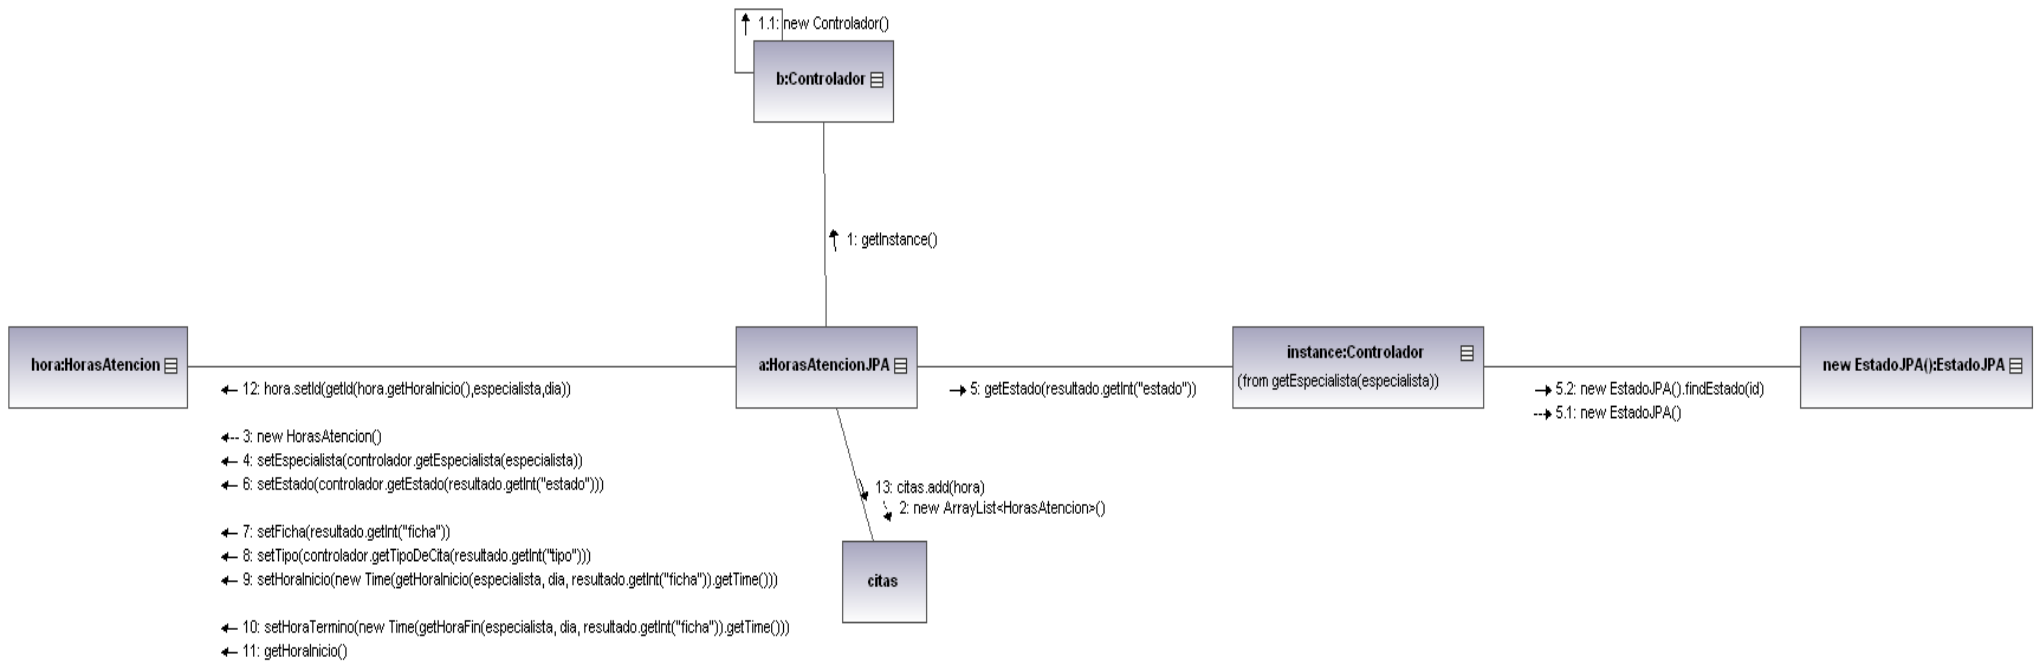 1.1: new Controlador()
b:Controlador
1: getInstance()
hora:HorasAtencion
a:HorasAtencionJPA
instance:Controlador
(from getEspecialista(especialista))
new EstadoJPA():EstadoJPA
12: hora.setId(getId(hora.getHoraInicio(),especialista,dia))
5: getEstado(resultado.getInt("estado"))
5.2: new EstadoJPA().findEstado(id)
5.1: new EstadoJPA()
3: new HorasAtencion()
4: setEspecialista(controlador.getEspecialista(especialista))
6: setEstado(controlador.getEstado(resultado.getInt("estado")))
13: citas.add(hora)
2: new ArrayList<HorasAtencion>()
7: setFicha(resultado.getInt("ficha"))
8: setTipo(controlador.getTipoDeCita(resultado.getInt("tipo")))
9: setHoraInicio(new Time(getHoraInicio(especialista, dia, resultado.getInt("ficha")).getTime()))
citas
10: setHoraTermino(new Time(getHoraFin(especialista, dia, resultado.getInt("ficha")).getTime()))
11: getHoraInicio()